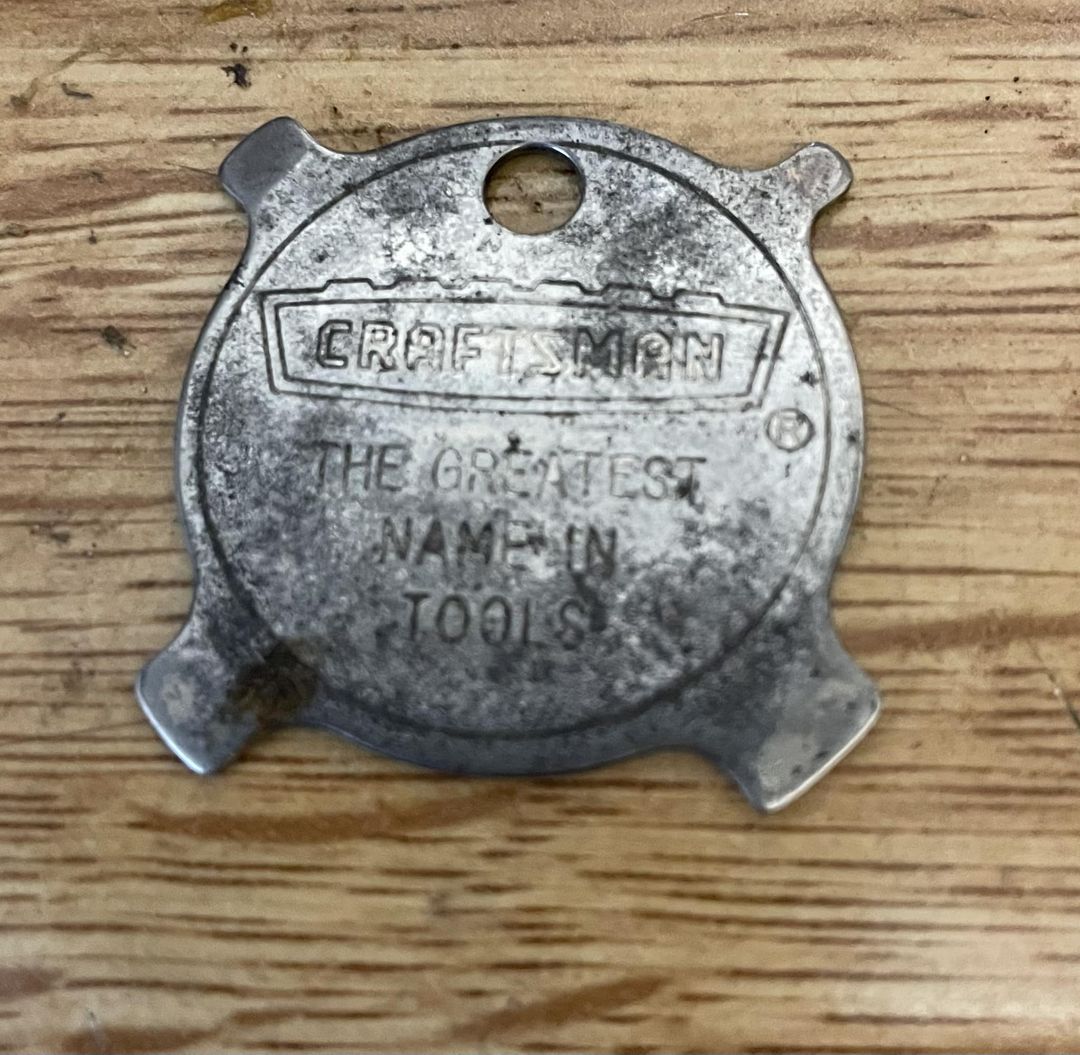 CRAFTSMAN
®
THE GREATEST
NAME IN
TOOLS